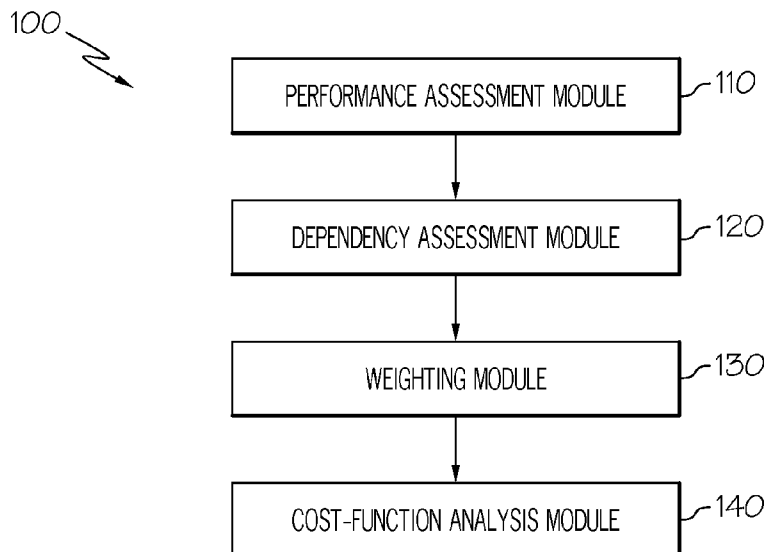 100
PERFORMANCE ASSESSMENT MODULE
110
DEPENDENCY ASSESSMENT MODULE
120
WEIGHTING MODULE
130
COST-FUNCTION ANALYSIS MODULE
140